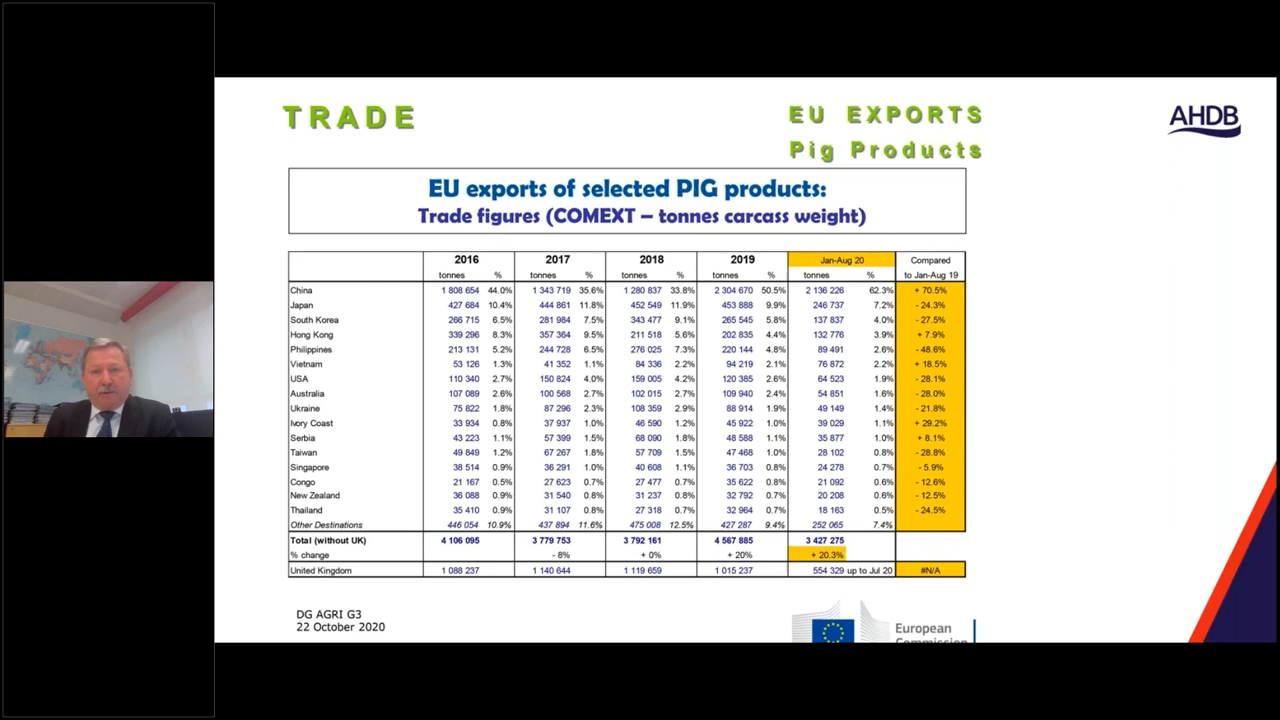 TRADE
EU EXPORTS
Pig Products
AHDB
EU exports of selected PIG products:
Trade figures (COMEXT – tonnes carcass weight)
2016 2017 2018 2019 Jan-Aug 20 Compared
tonnes % tonnes % tonnes % tonnes % tonnes % to Jan-Aug 19
China 1 808 654 44.0% 1 343 719 35.6% 1 280 837 33.8% 2 304 670 50.5% 2 136 226 62.3% + 70.5%
Japan 427 684 10.4% 444 861 11.8% 452 549 11.9% 453 888 9.9% 246 737 7.2% - 24.3%
South Korea 266 715 6.5% 281 984 7.5% 343 477 9.1% 265 545 5.8% 137 837 4.0% - 27.5%
Hong Kong 339 296 8.3% 357 364 9.5% 211 518 5.6% 202 835 4.4% 132 776 3.9% + 7.9%
Philippines 213 131 5.2% 244 728 6.5% 276 025 7.3% 220 144 4.8% 89 491 2.6% - 48.6%
Vietnam 53 126 1.3% 41 352 1.1% 84 336 2.2% 94 219 2.1% 76 872 2.2% + 18.5%
USA 110 340 2.7% 150 824 4.0% 159 005 4.2% 120 385 2.6% 64 523 1.9% - 28.1%
Australia 107 089 2.6% 100 568 2.7% 102 015 2.7% 109 940 2.4% 54 851 1.6% - 28.0%
Ukraine 75 822 1.8% 87 296 2.3% 108 359 2.9% 88 914 1.9% 49 149 1.4% - 21.8%
Ivory Coast 33 934 0.8% 37 937 1.0% 46 590 1.2% 45 922 1.0% 39 029 1.1% + 29.2%
Serbia 43 223 1.1% 57 399 1.5% 68 090 1.8% 48 588 1.1% 35 877 1.0% + 8.1%
Taiwan 49 849 1.2% 67 267 1.8% 57 709 1.5% 47 468 1.0% 28 102 0.8% - 28.8%
Singapore 38 514 0.9% 36 291 1.0% 40 608 1.1% 36 703 0.8% 24 278 0.7% - 5.9%
Congo 21 167 0.5% 27 623 0.7% 27 477 0.7% 35 622 0.8% 21 092 0.6% - 12.6%
New Zealand 36 088 0.9% 31 540 0.8% 31 237 0.8% 32 792 0.7% 20 208 0.6% - 12.5%
Thailand 35 410 0.9% 31 107 0.8% 27 318 0.7% 32 964 0.7% 18 163 0.5% - 24.5%
Other Destinations 446 054 10.9% 437 894 11.6% 475 008 12.5% 427 287 9.4% 252 065 7.4%
Total (without UK) 4 106 095 3 779 753 3 792 161 4 567 885 3 427 275
% change - 8% + 0% + 20% + 20.3%
United Kingdom 1 088 237 1 140 644 1 119 659 1 015 237 554 329 up to Jul 20 #N/A
DG AGRI G3
22 October 2020
European
Commission